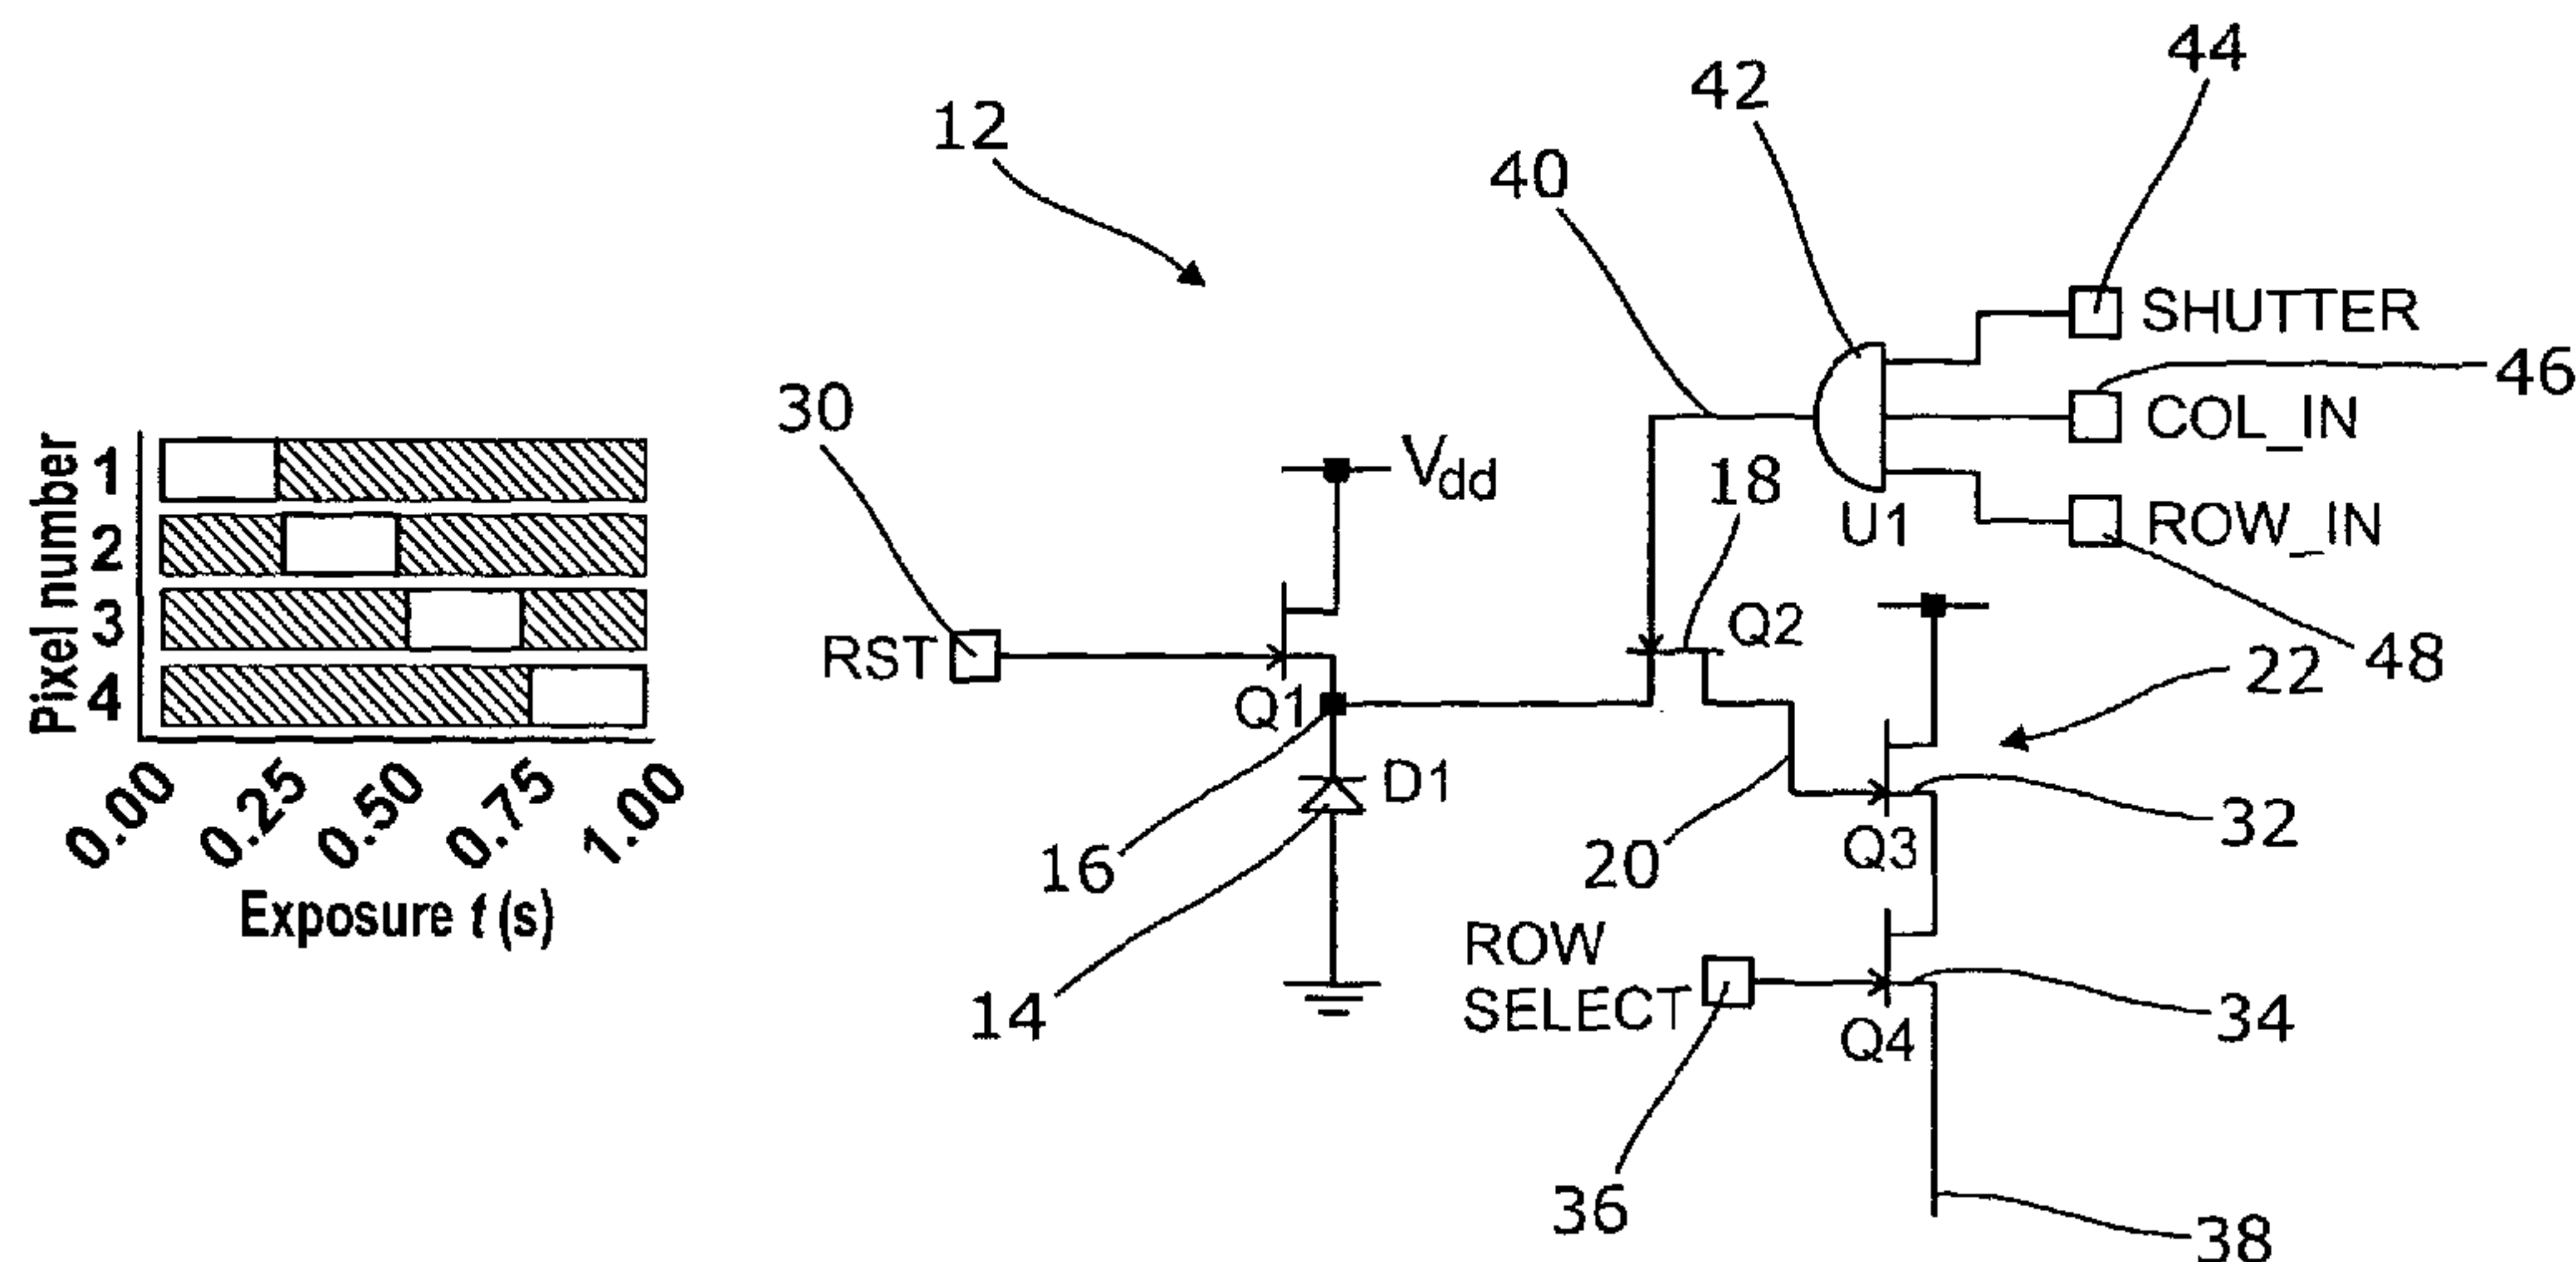 Pixel number
1
2
3
4
0.00
0.25
0.50
0.75
1.00
Exposure t (s)
12
30
RST
Vdd
Q1
16
D1
14
40
42
44
SHUTTER
46
COL_IN
ROW_IN
48
U1
18
Q2
22
20
Q3
32
ROW
SELECT
36
Q4
34
38